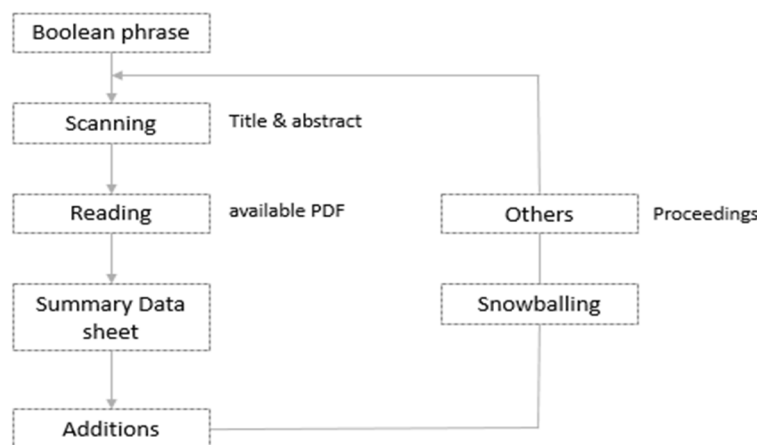 Boolean phrase
Scanning
Title & abstract
Reading
available PDF
Others
Proceedings
Summary Data
sheet
Snowballing
Additions